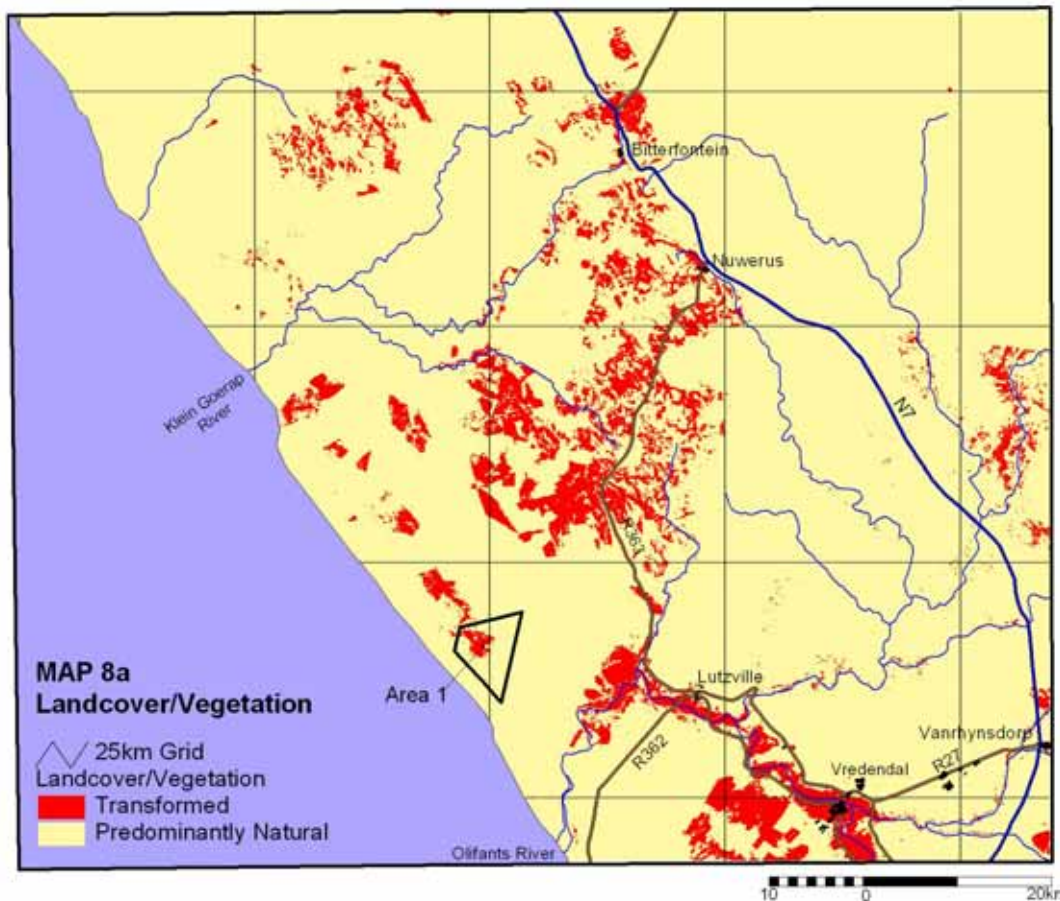 Bitterfontein
Nuwerus
Klein Goerap
River
N7
R363
MAP 8a
Landcover/Vegetation
Area 1
Lutzville
25km Grid
Landcover/Vegetation
Transformed
Predominantly Natural
R362
Vanrhynsdorp
R27
Vredendal
Olifants River
10 0 20km